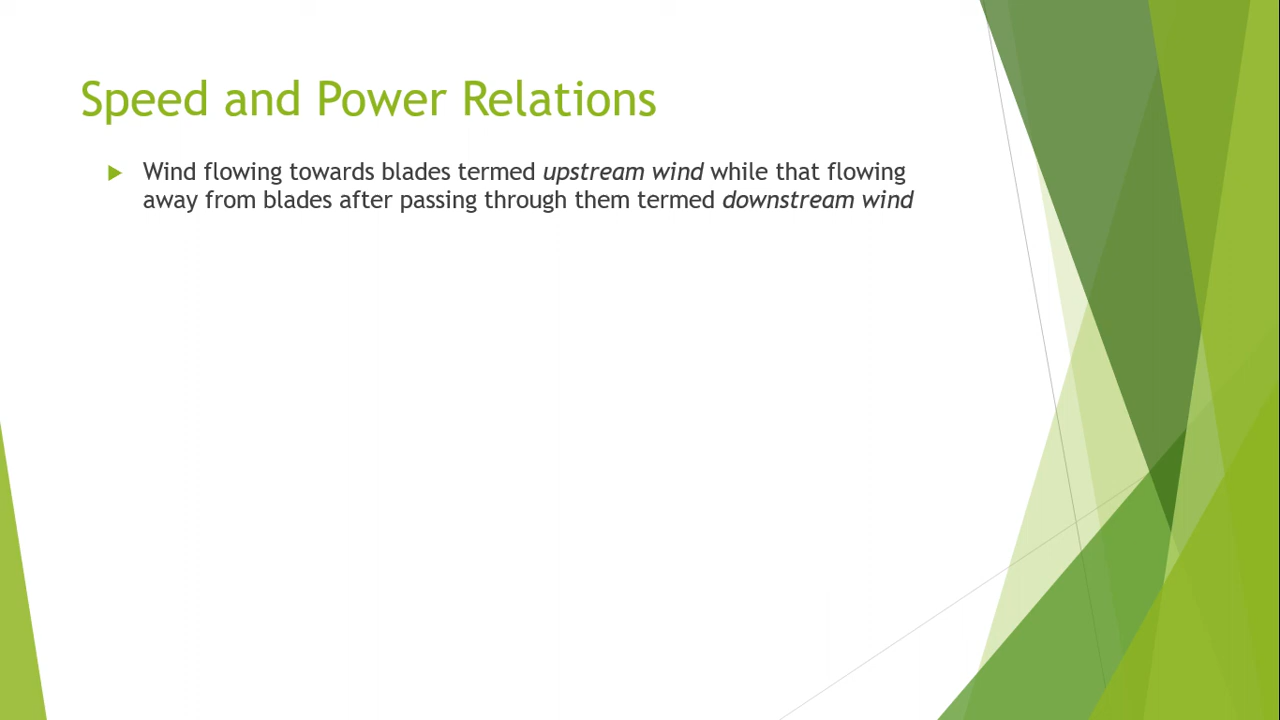 Speed and Power Relations
Wind flowing towards blades termed upstream wind while that flowing
away from blades after passing through them termed downstream wind